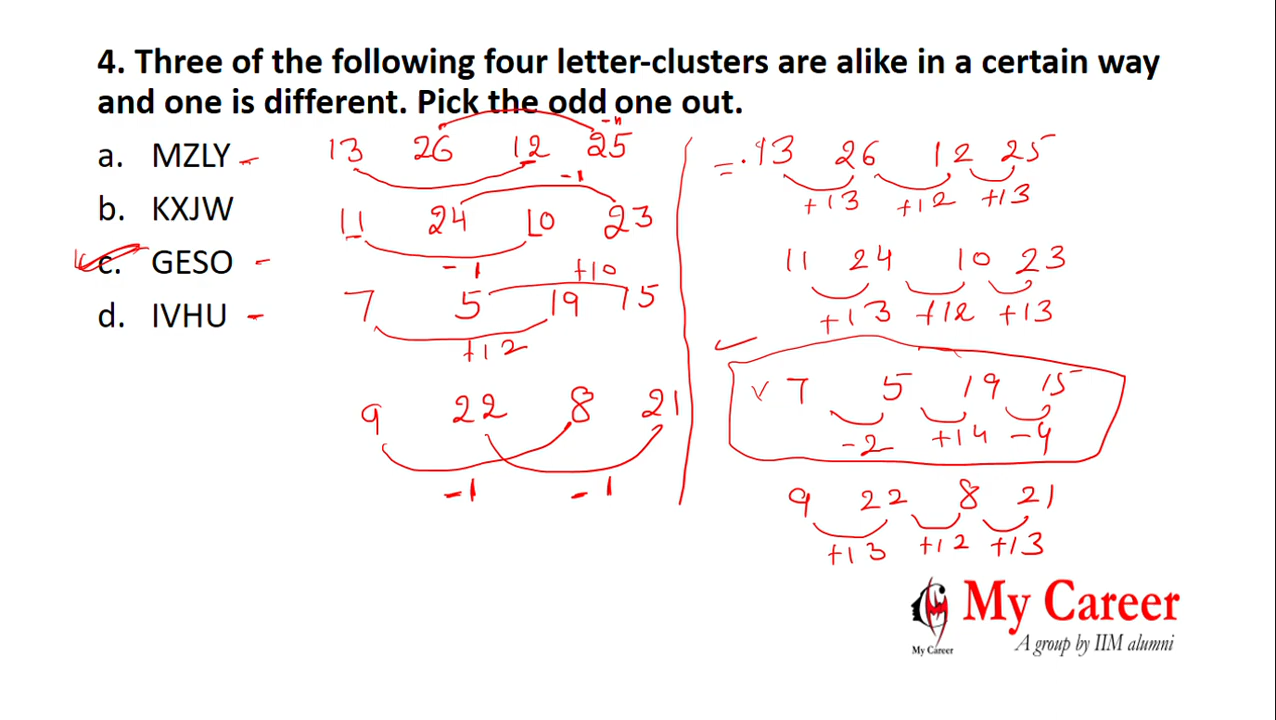 4. Three of the following four letter-clusters are alike in a certain way
and one is different. Pick the odd one out.
a. MZLY -
b. KXJW
c. GESO -
d. IVHU -
13 26 12 25
-1
11 24 10 23
-1 +10
7 5 19 15
+12
9 22 8 21
-1 -1
= 13 26 12 25
+13 +12 +13
11 24 10 23
+13 +12 +13
7 5 19 15
-2 +14 -4
9 22 8 21
+13 +12 +13
My Career
A group by IIM alumni
My Career